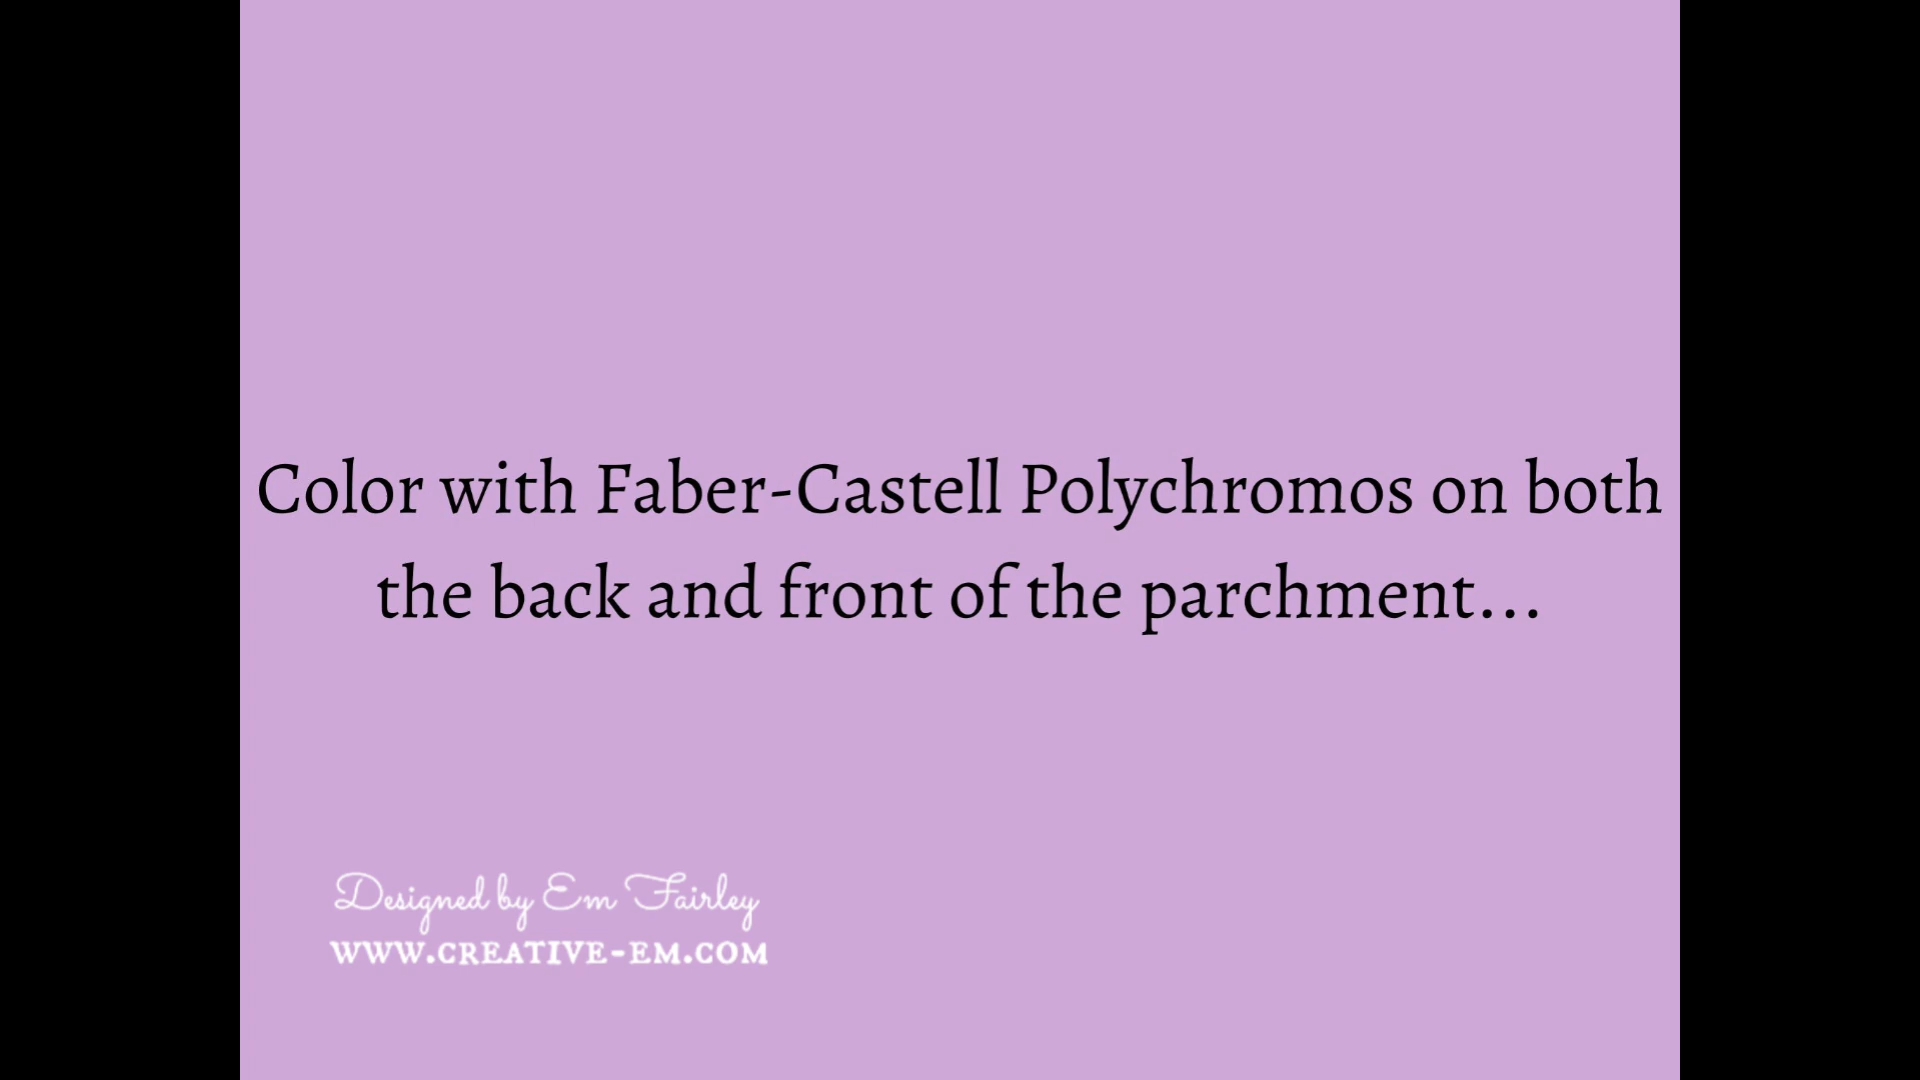 Color with Faber-Castell Polychromos on both
the back and front of the parchment...
Designed by Em Fairley
WWW.CREATIVE-EM.COM